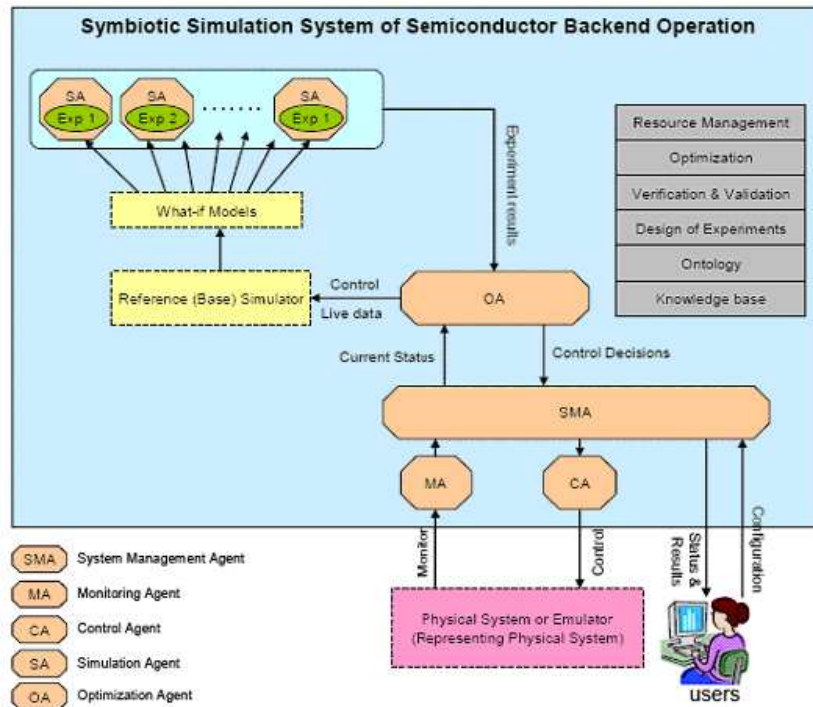 Symbiotic Simulation System of Semiconductor Backend Operation
SA
Exp 1
SA
Exp 2
SA
Exp 1
Experiment results
What-if Models
Reference (Base) Simulator
Control
Live data
OA
Current Status
Control Decisions
Resource Management
Optimization
Verification & Validation
Design of Experiments
Ontology
Knowledge base
SMA
MA
CA
Monitor
Control
Status &
Results
Configuration
Physical System or Emulator
(Representing Physical System)
users
SMA System Management Agent
MA Monitoring Agent
CA Control Agent
SA Simulation Agent
OA Optimization Agent